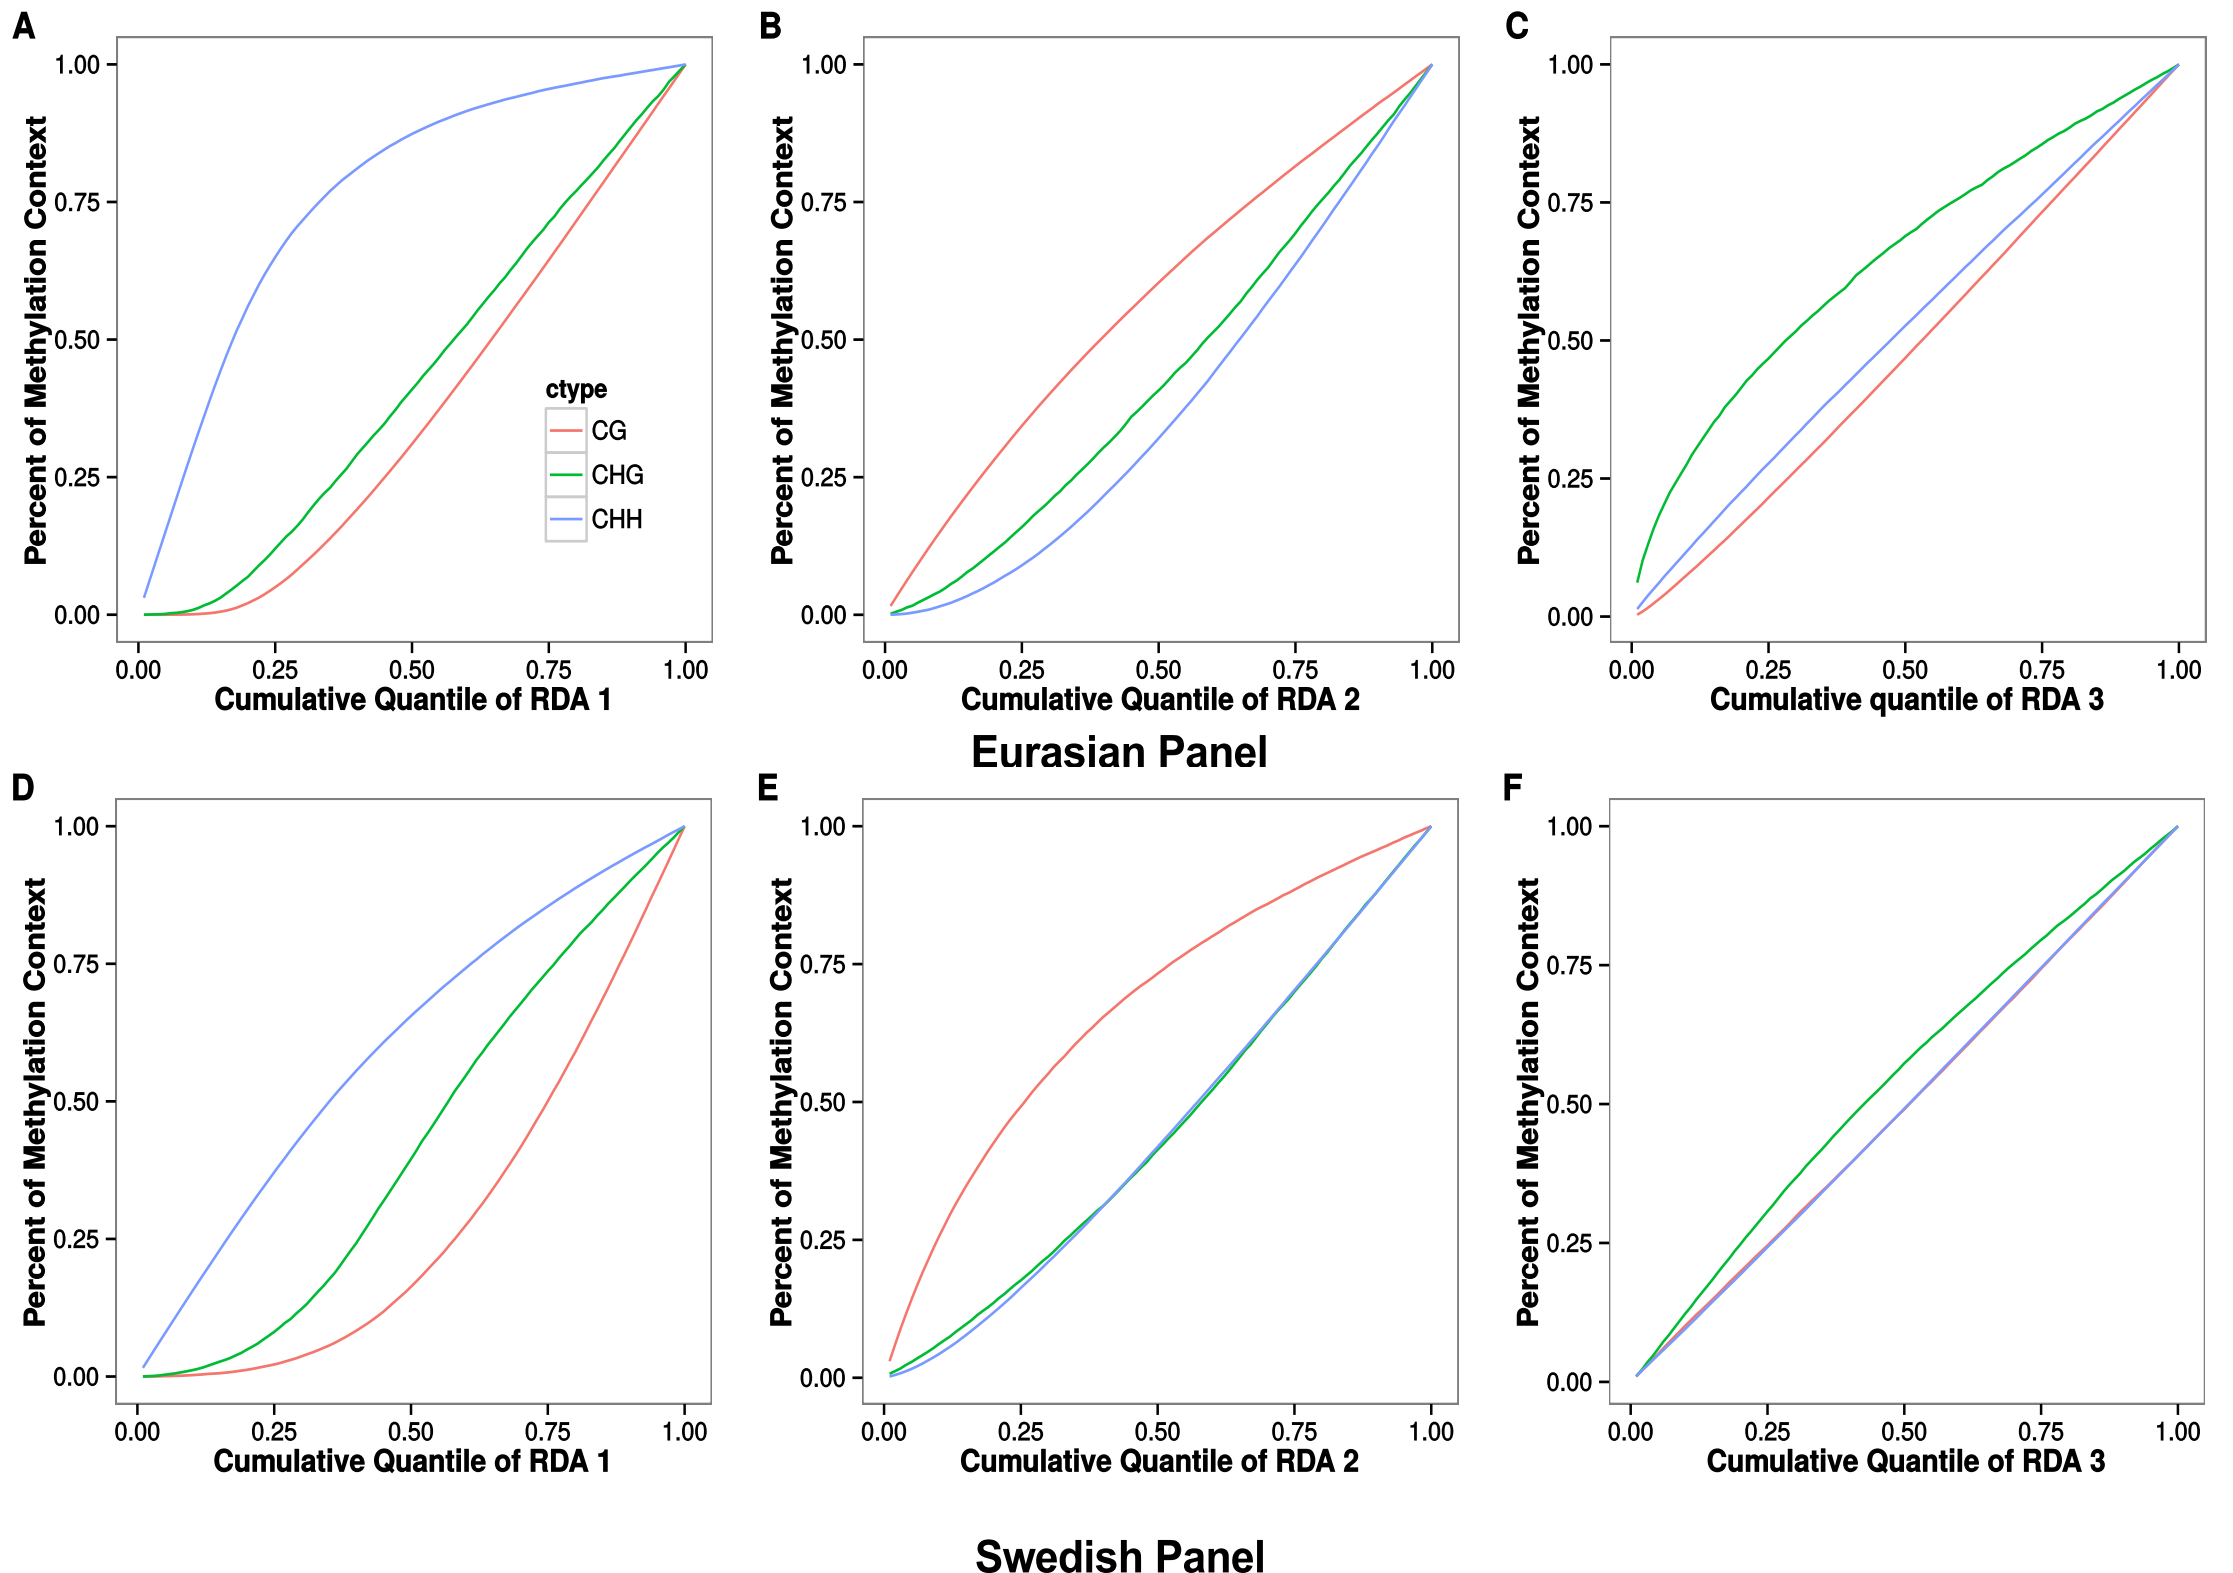 A
B
C
Percent of Methylation Context
1.00
0.75
0.50
0.25
0.00
0.00 0.25 0.50 0.75 1.00
Cumulative Quantile of RDA 1
ctype
CG
CHG
CHH
Percent of Methylation Context
1.00
0.75
0.50
0.25
0.00
0.00 0.25 0.50 0.75 1.00
Cumulative Quantile of RDA 2
Percent of Methylation Context
1.00
0.75
0.50
0.25
0.00
0.00 0.25 0.50 0.75 1.00
Cumulative quantile of RDA 3
Eurasian Panel
D
E
F
Percent of Methylation Context
1.00
0.75
0.50
0.25
0.00
0.00 0.25 0.50 0.75 1.00
Cumulative Quantile of RDA 1
Percent of Methylation Context
1.00
0.75
0.50
0.25
0.00
0.00 0.25 0.50 0.75 1.00
Cumulative Quantile of RDA 2
Percent of Methylation Context
1.00
0.75
0.50
0.25
0.00
0.00 0.25 0.50 0.75 1.00
Cumulative Quantile of RDA 3
Swedish Panel